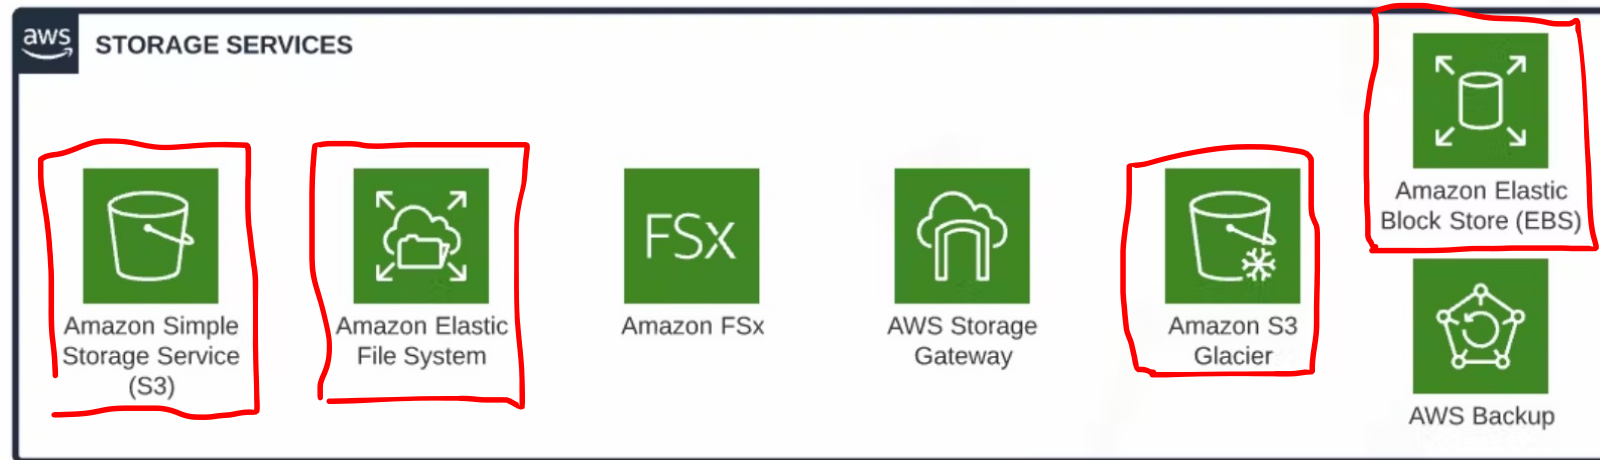 aws
STORAGE SERVICES
Amazon Simple
Storage Service
(S3)
Amazon Elastic
File System
FSx
Amazon FSx
AWS Storage
Gateway
Amazon S3
Glacier
Amazon Elastic
Block Store (EBS)
AWS Backup